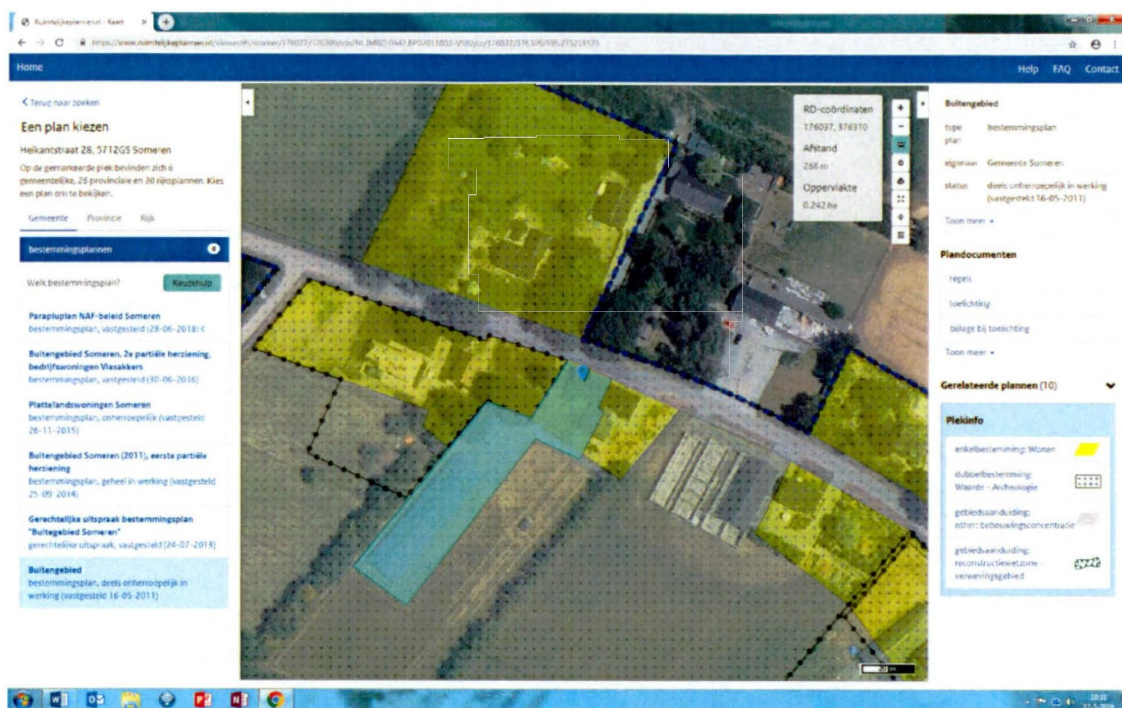 Ruimtelijkeplannen.nl - Kaart
Home
Help FAQ Contact
Terug naar zoeken
Een plan kiezen
Heikantstraat 28, 5712GS Someren
Op de gemarkeerde plek bevinden zich 6
gemeentelijke, 26 provinciale en 30 rijksplannen. Kies
een plan om te bekijken.
Gemeente Provincie Rijk
bestemmingsplannen
Welk bestemmingsplan? Keuzehulp
Parapluplan NAF-beleid Someren
bestemmingsplan, vastgesteld (28-06-2018)
Buitengebied Someren, 2e partiële herziening,
bedrijfswoningen Vlasakkers
bestemmingsplan, vastgesteld (30-06-2016)
Plattelandswoningen Someren
bestemmingsplan, onherroepelijk (vastgesteld
26-11-2015)
Buitengebied Someren (2011), eerste partiële
herziening
bestemmingsplan, geheel in werking (vastgesteld
25-09-2014)
Gerechtelijke uitspraak bestemmingsplan
"Buitegebied Someren"
gerechtelijke uitspraak, vastgesteld (24-07-2013)
Buitengebied
bestemmingsplan, deels onherroepelijk in
werking (vastgesteld 16-05-2011)
RD-coördinaten
176037, 376310
Afstand
268 m
Oppervlakte
0.242 ha
20 m
Buitengebied
type plan bestemmingsplan
eigenaar Gemeente Someren
status deels onherroepelijk in werking
(vastgesteld 16-05-2011)
Toon meer
Plandocumenten
regels
toelichting
bijlage bij toelichting
Toon meer
Gerelateerde plannen (10)
Plekinfo
enkelbestemming: Wonen
dubbelbestemming:
Waarde - Archeologie
gebiedsaanduiding:
other: bebouwingsconcentratie
gebiedsaanduiding:
reconstructiewetzone -
verwevingsgebied